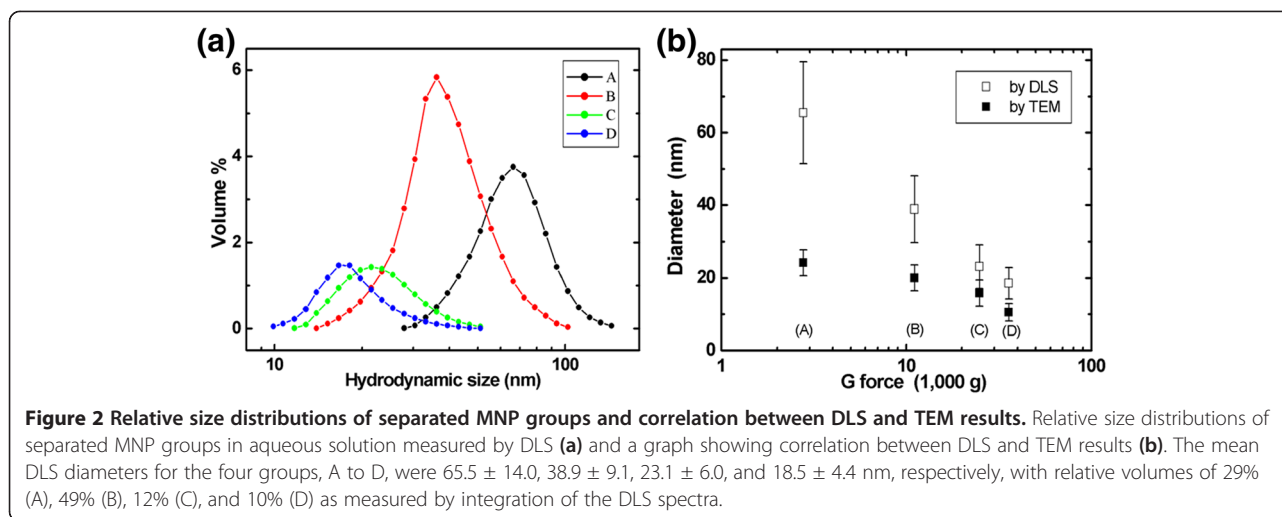 (a)
6
4
2
0
Volume %
A
B
C
D
10
100
Hydrodynamic size (nm)
(b)
80
60
40
20
0
Diameter (nm)
by DLS
by TEM
(A)
(B)
(C)
(D)
1
10
100
G force (1,000 g)
Figure 2 Relative size distributions of separated MNP groups and correlation between DLS and TEM results. Relative size distributions of
separated MNP groups in aqueous solution measured by DLS (a) and a graph showing correlation between DLS and TEM results (b). The mean
DLS diameters for the four groups, A to D, were 65.5 ± 14.0, 38.9 ± 9.1, 23.1 ± 6.0, and 18.5 ± 4.4 nm, respectively, with relative volumes of 29%
(A), 49% (B), 12% (C), and 10% (D) as measured by integration of the DLS spectra.